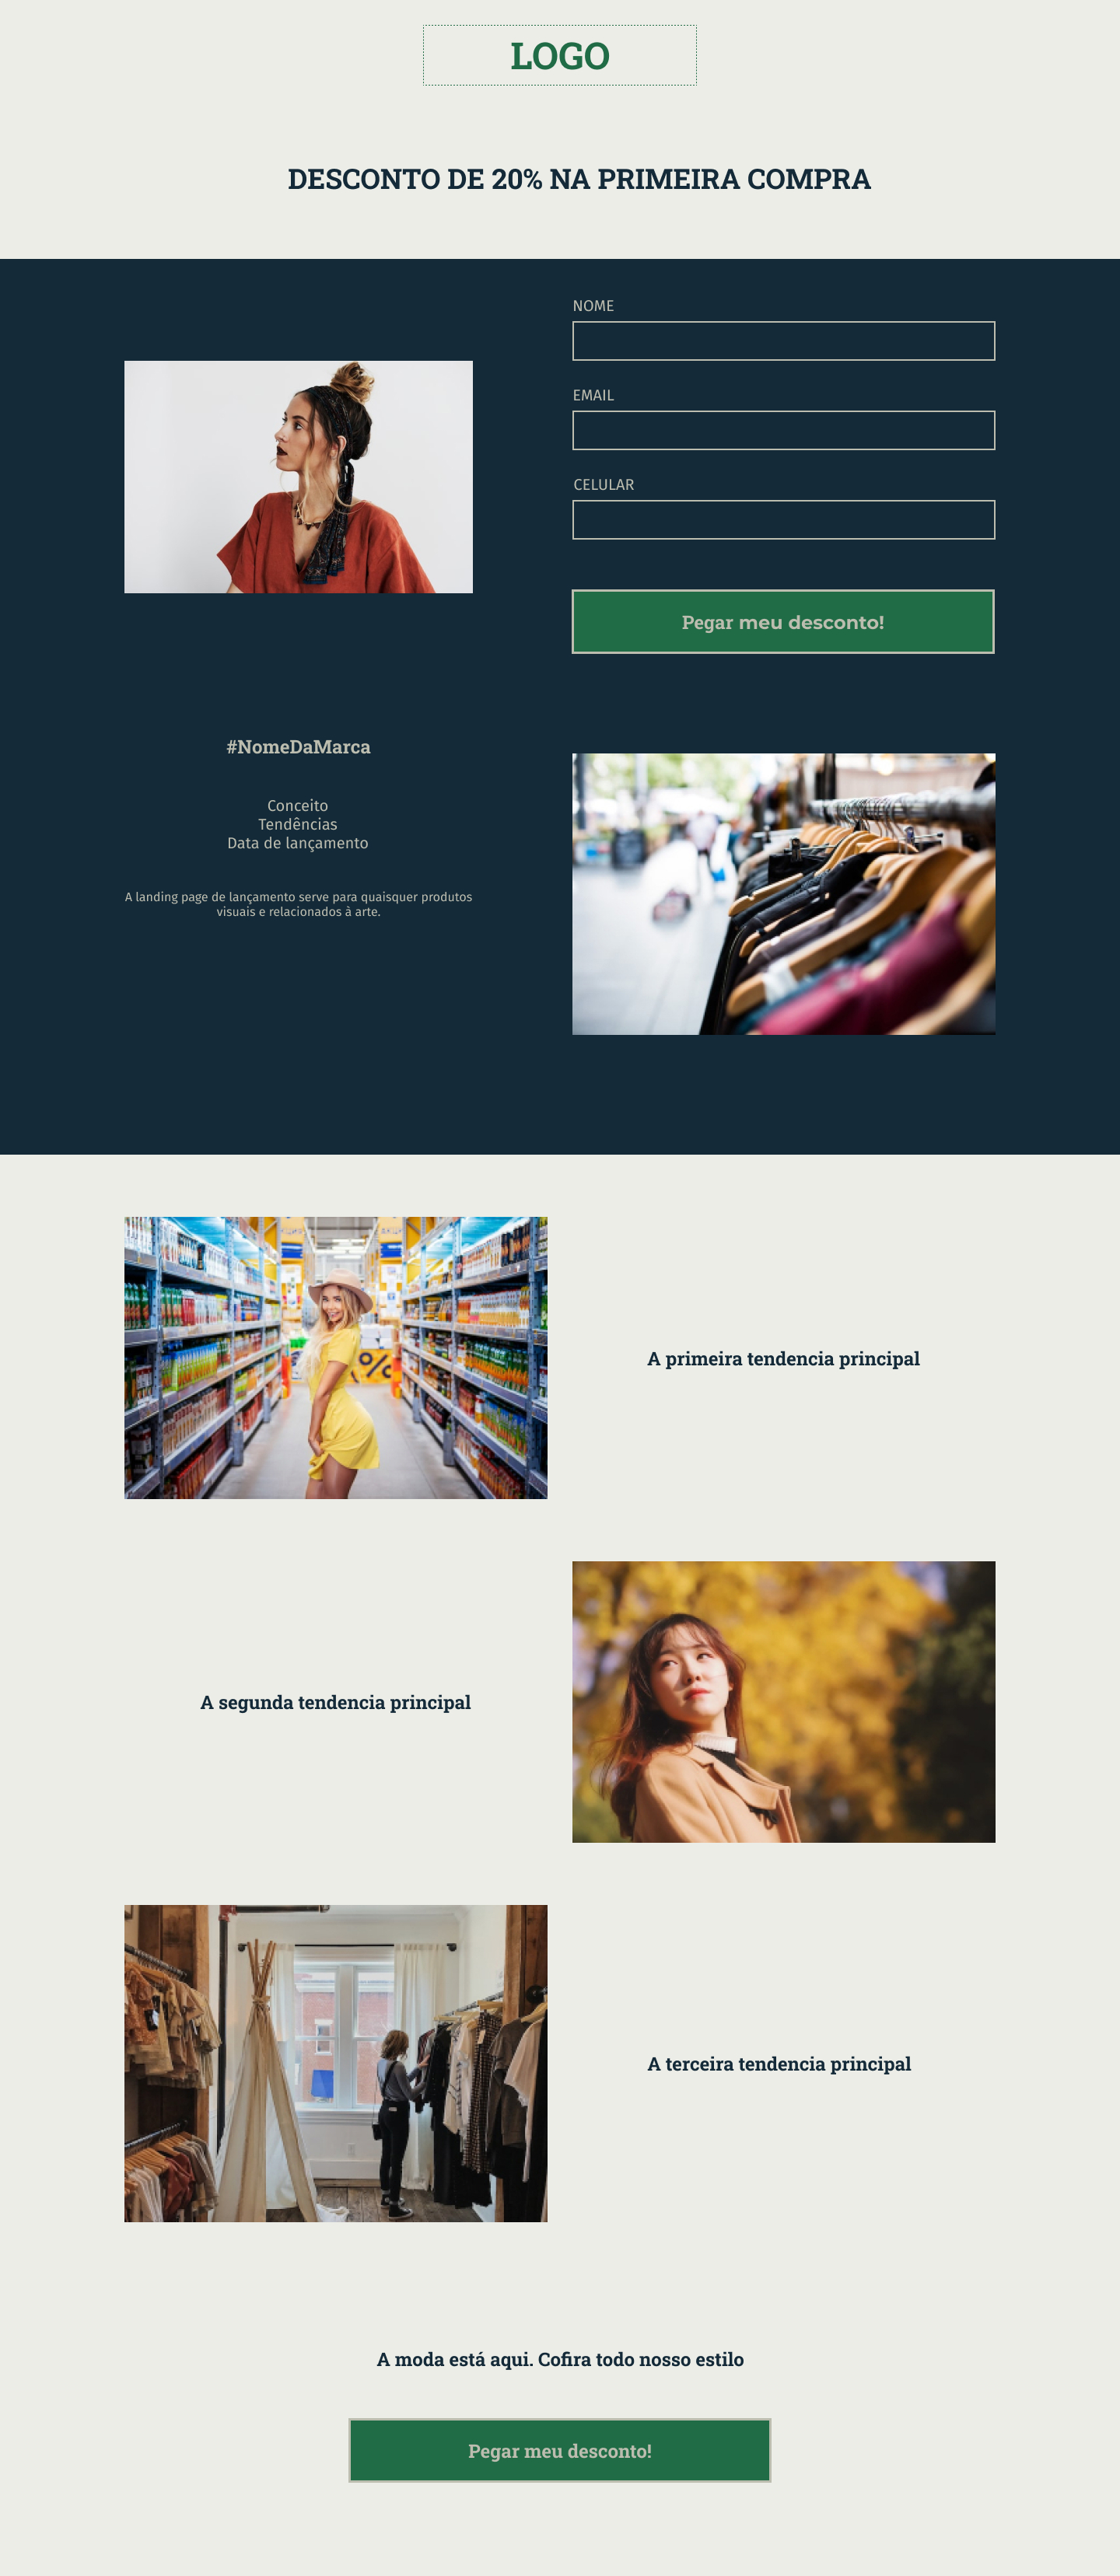 LOGO
DESCONTO DE 20% NA PRIMEIRA COMPRA
NOME
EMAIL
CELULAR
Pegar meu desconto!
#NomeDaMarca
Conceito
Tendências
Data de lançamento
A landing page de lançamento serve para quaisquer produtos
visuais e relacionados à arte.
%
A primeira tendencia principal
A segunda tendencia principal
A terceira tendencia principal
A moda está aqui. Cofira todo nosso estilo
Pegar meu desconto!